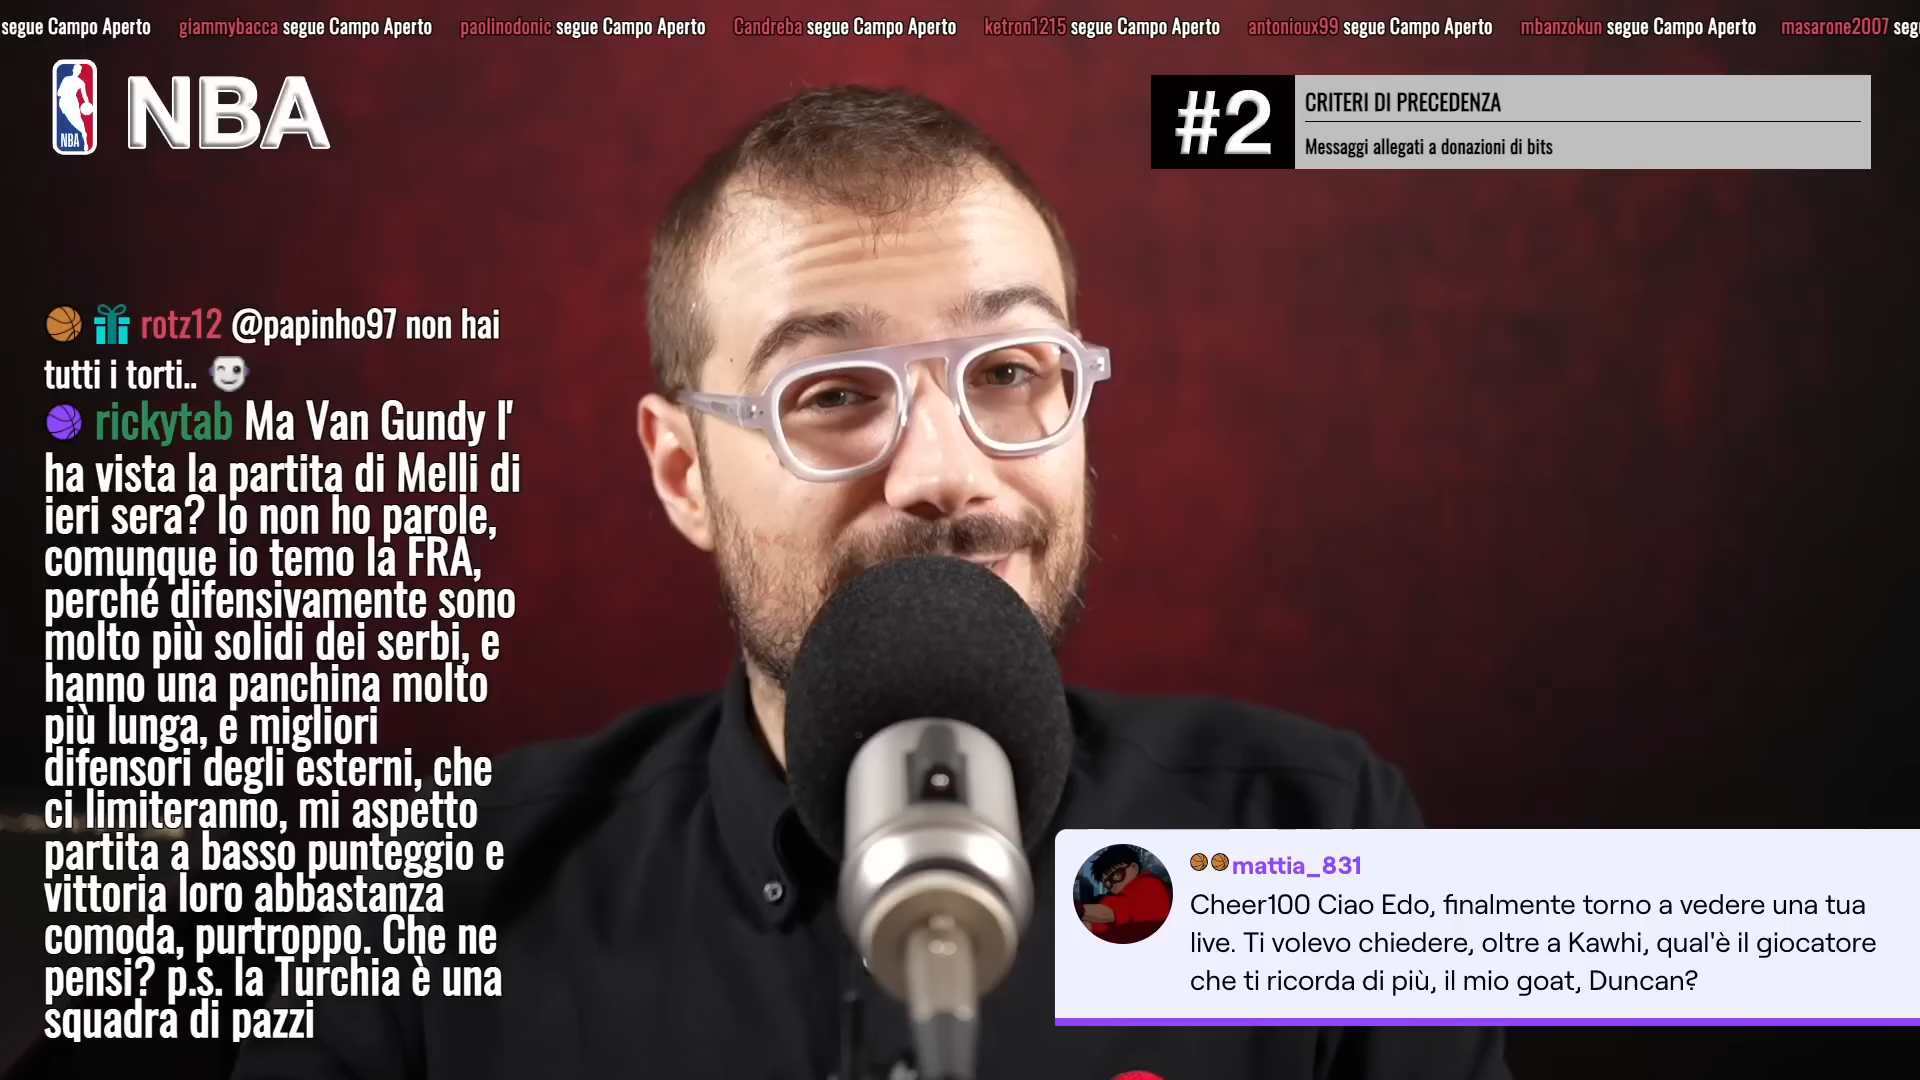 segue Campo Aperto giammybacca segue Campo Aperto paolinodonic segue Campo Aperto Candreba segue Campo Aperto ketron1215 segue Campo Aperto antonioux99 segue Campo Aperto mbanzokun segue Campo Aperto masarone2007 seg
NBA NBA
#2
CRITERI DI PRECEDENZA
Messaggi allegati a donazioni di bits
rotz12 @papinho97 non hai
tutti i torti..
rickytab Ma Van Gundy l'
ha vista la partita di Melli di
ieri sera? Io non ho parole,
comunque io temo la FRA,
perché difensivamente sono
molto più solidi dei serbi, e
hanno una panchina molto
più lunga, e migliori
difensori degli esterni, che
ci limiteranno, mi aspetto
partita a basso punteggio e
vittoria loro abbastanza
comoda, purtroppo. Che ne
pensi? p.s. la Turchia è una
squadra di pazzi
mattia_831
Cheer100 Ciao Edo, finalmente torno a vedere una tua
live. Ti volevo chiedere, oltre a Kawhi, qual'è il giocatore
che ti ricorda di più, il mio goat, Duncan?